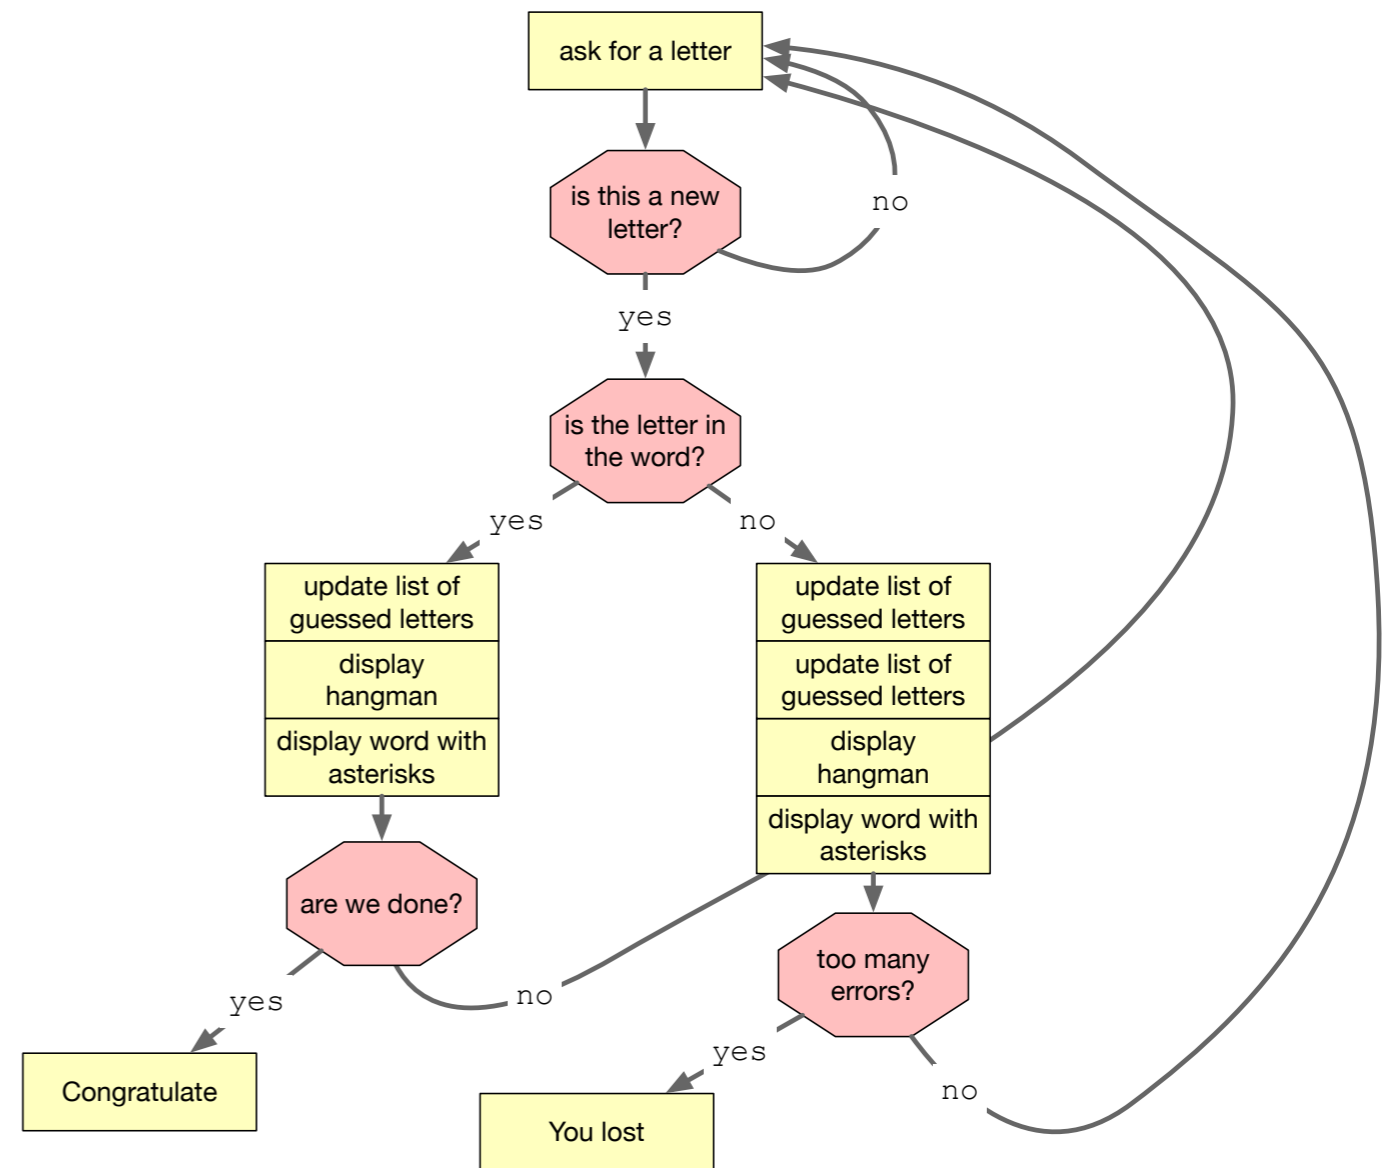 ask for a letter
is this a new
letter?
no
yes
is the letter in
the word?
yes
no
update list of
guessed letters
display
hangman
display word with
asterisks
update list of
guessed letters
update list of
guessed letters
display
hangman
display word with
asterisks
are we done?
too many
errors?
yes
no
yes
no
Congratulate
You lost